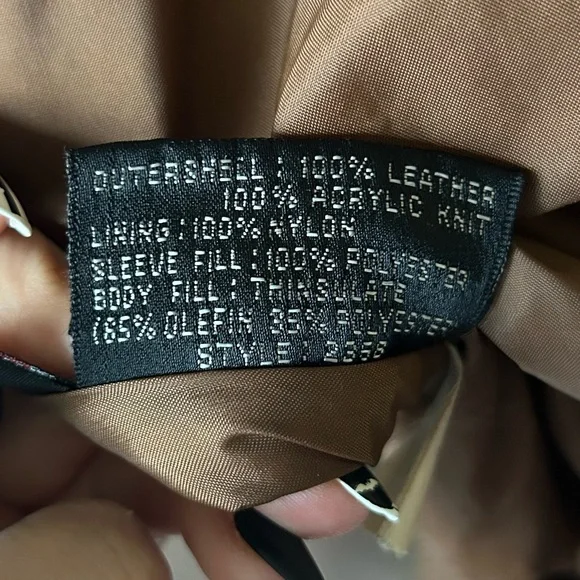 OUTERSHELL : 100% LEATHER
100% ACRYLIC KNIT
LINING : 100% NYLON
SLEEVE FILL : 100% POLYESTER
BODY FILL : THINSULATE
(65% OLEFIN 35% POLYESTER)
STYLE :